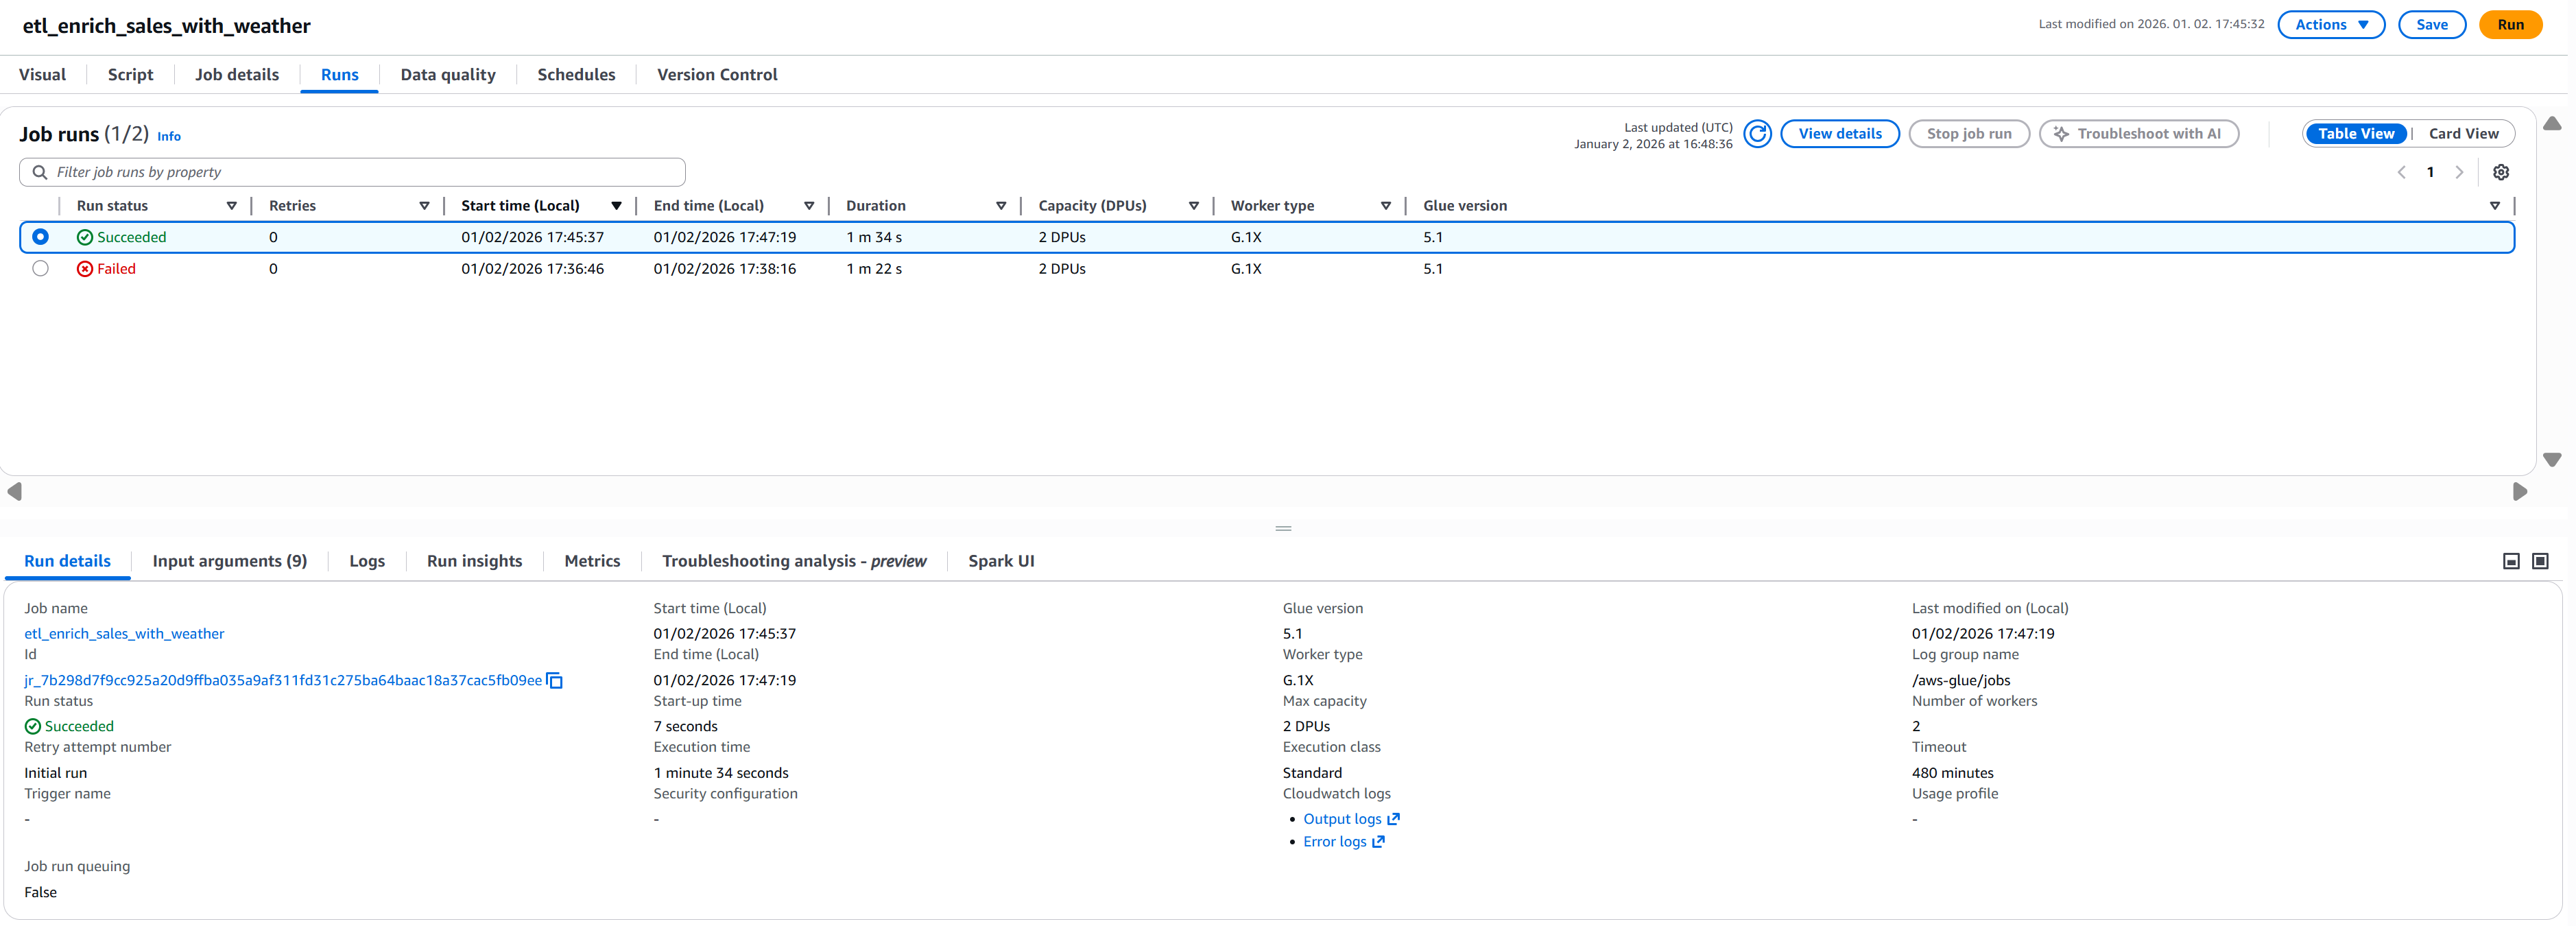 etl_enrich_sales_with_weather
Last modified on 2026. 01. 02. 17:45:32 Actions Save Run
Visual Script Job details Runs Data quality Schedules Version Control
Job runs (1/2) Info
Last updated (UTC)
January 2, 2026 at 16:48:36
View details Stop job run Troubleshoot with AI Table View Card View
Filter job runs by property
1
Run status Retries Start time (Local) End time (Local) Duration Capacity (DPUs) Worker type Glue version
Succeeded 0 01/02/2026 17:45:37 01/02/2026 17:47:19 1 m 34 s 2 DPUs G.1X 5.1
Failed 0 01/02/2026 17:36:46 01/02/2026 17:38:16 1 m 22 s 2 DPUs G.1X 5.1
Run details Input arguments (9) Logs Run insights Metrics Troubleshooting analysis - preview Spark UI
Job name Start time (Local) Glue version Last modified on (Local)
etl_enrich_sales_with_weather 01/02/2026 17:45:37 5.1 01/02/2026 17:47:19
Id End time (Local) Worker type Log group name
jr_7b298d7f9cc925a20d9ffba035a9af311fd31c275ba64baac18a37cac5fb09ee 01/02/2026 17:47:19 G.1X /aws-glue/jobs
Run status Start-up time Max capacity Number of workers
Succeeded 7 seconds 2 DPUs 2
Retry attempt number Execution time Execution class Timeout
Initial run 1 minute 34 seconds Standard 480 minutes
Trigger name Security configuration Cloudwatch logs Usage profile
- - • Output logs -
• Error logs
Job run queuing
False